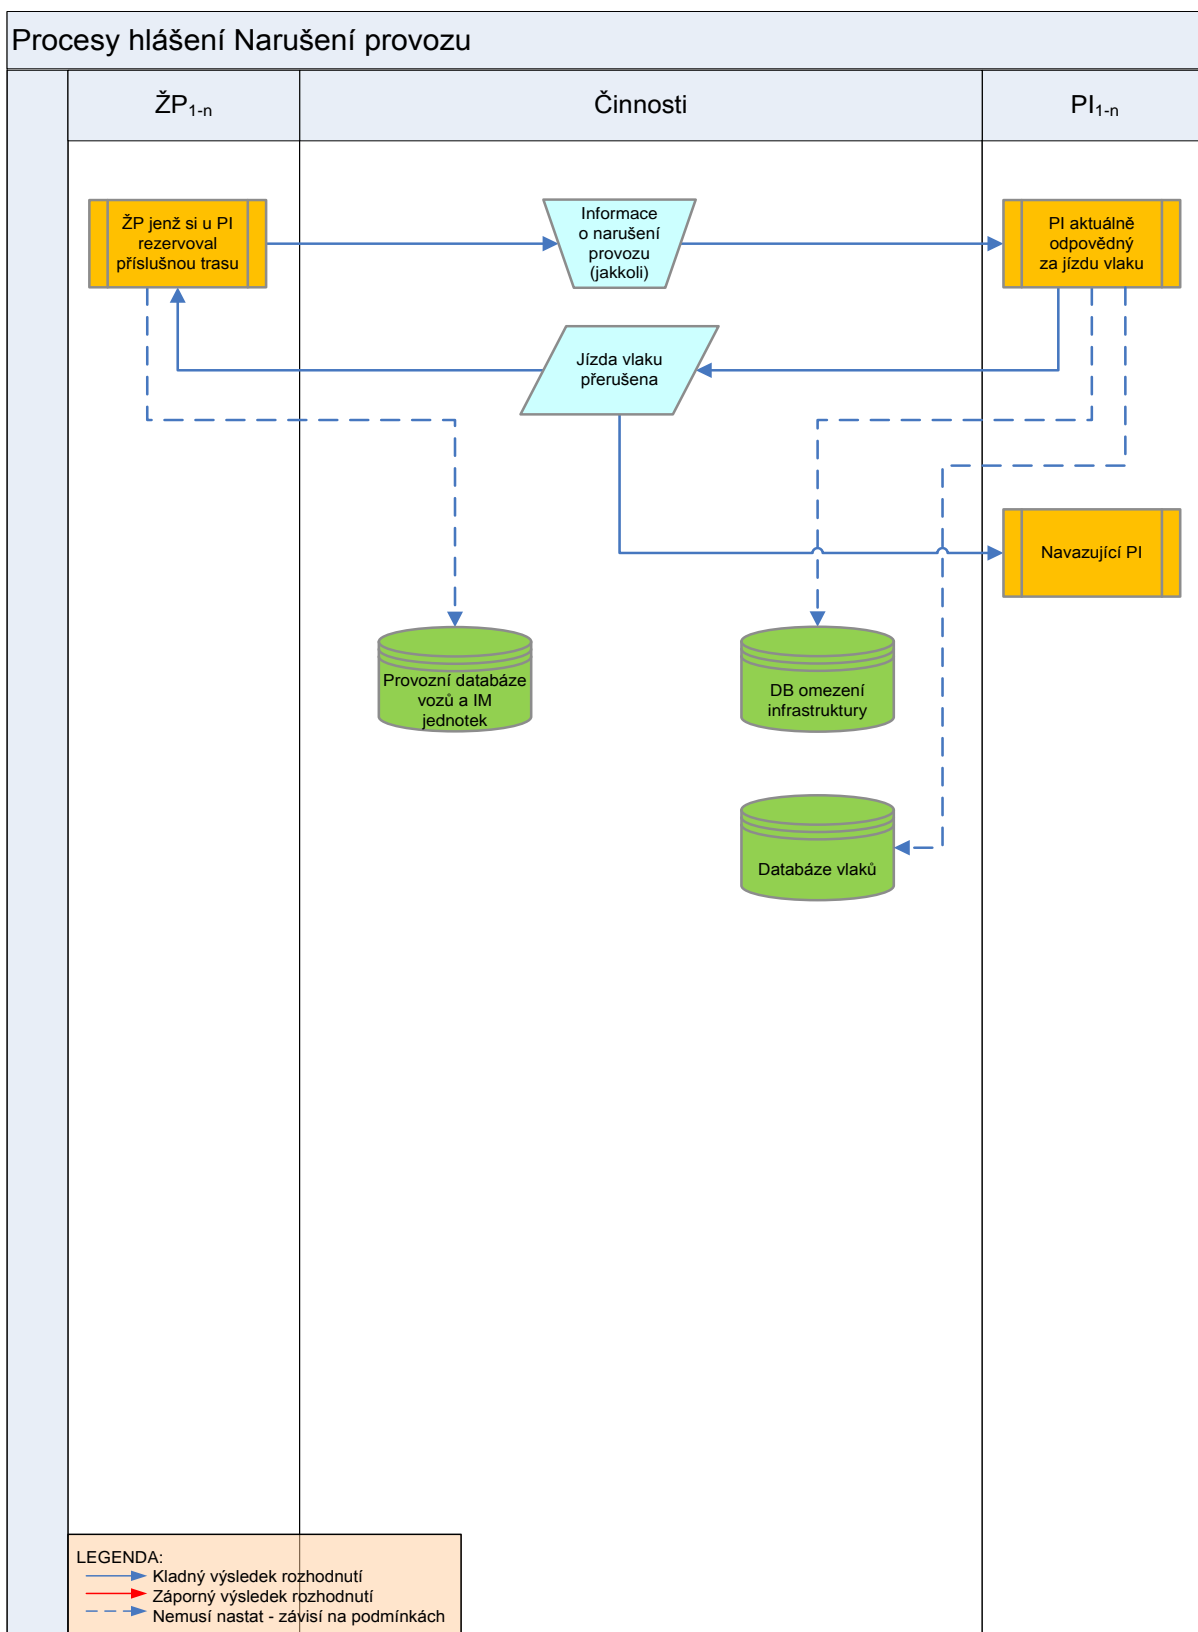 Procesy hlášení Narušení provozu
ŽP1-n
Činnosti
PI1-n
ŽP jenž si u PI
rezervoval
příslušnou trasu
Informace
o narušení
provozu
(jakkoli)
PI aktuálně
odpovědný
za jízdu vlaku
Jízda vlaku
přerušena
Navazující PI
Provozní databáze
vozů a IM
jednotek
DB omezení
infrastruktury
Databáze vlaků
LEGENDA:
Kladný výsledek rozhodnutí
Záporný výsledek rozhodnutí
Nemusí nastat - závisí na podmínkách